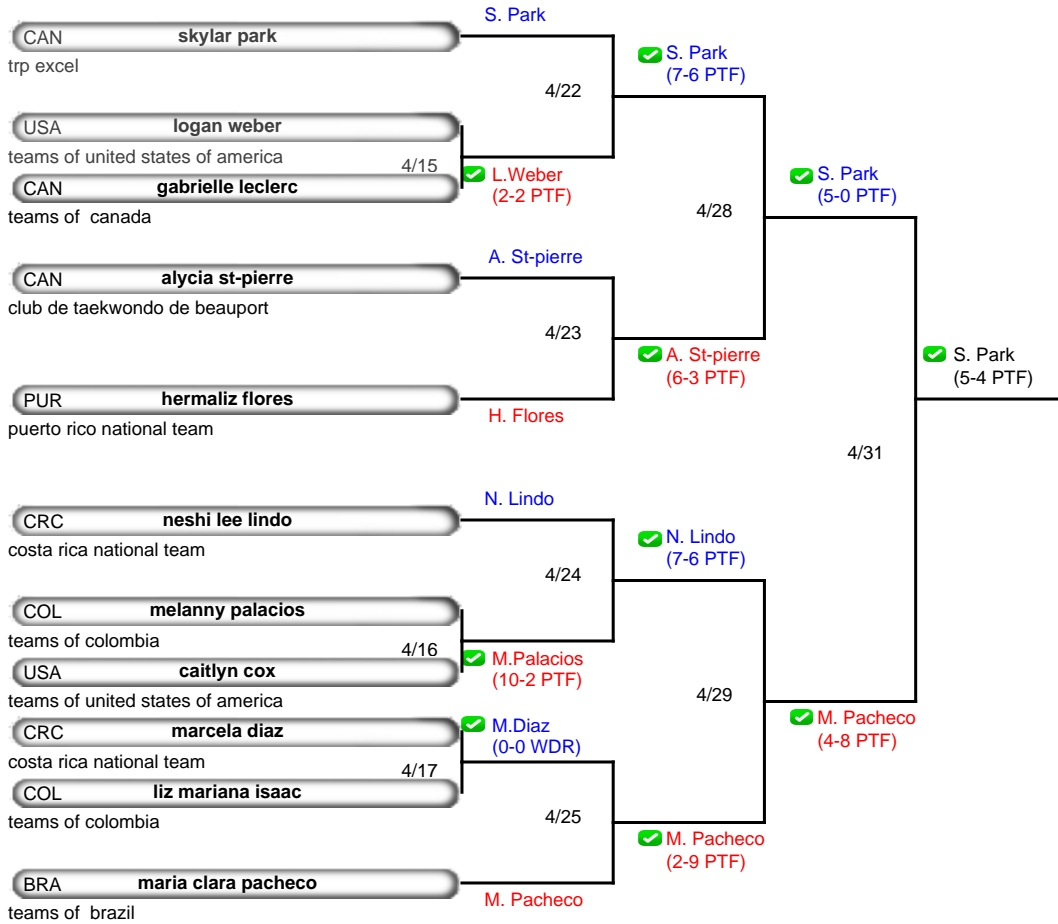 S. Park
CAN skylar park
trp excel
S. Park
(7-6 PTF)
4/22
USA logan weber
teams of united states of america
4/15
L.Weber
(2-2 PTF)
CAN gabrielle leclerc
teams of canada
S. Park
(5-0 PTF)
4/28
A. St-pierre
CAN alycia st-pierre
club de taekwondo de beauport
4/23
A. St-pierre
(6-3 PTF)
S. Park
(5-4 PTF)
PUR hermaliz flores
H. Flores
puerto rico national team
4/31
N. Lindo
CRC neshi lee lindo
costa rica national team
N. Lindo
(7-6 PTF)
4/24
COL melanny palacios
teams of colombia
4/16
M.Palacios
(10-2 PTF)
USA caitlyn cox
teams of united states of america
4/29
M. Pacheco
(4-8 PTF)
CRC marcela diaz
M.Diaz
(0-0 WDR)
costa rica national team
4/17
COL liz mariana isaac
teams of colombia
4/25
M. Pacheco
(2-9 PTF)
BRA maria clara pacheco
M. Pacheco
teams of brazil